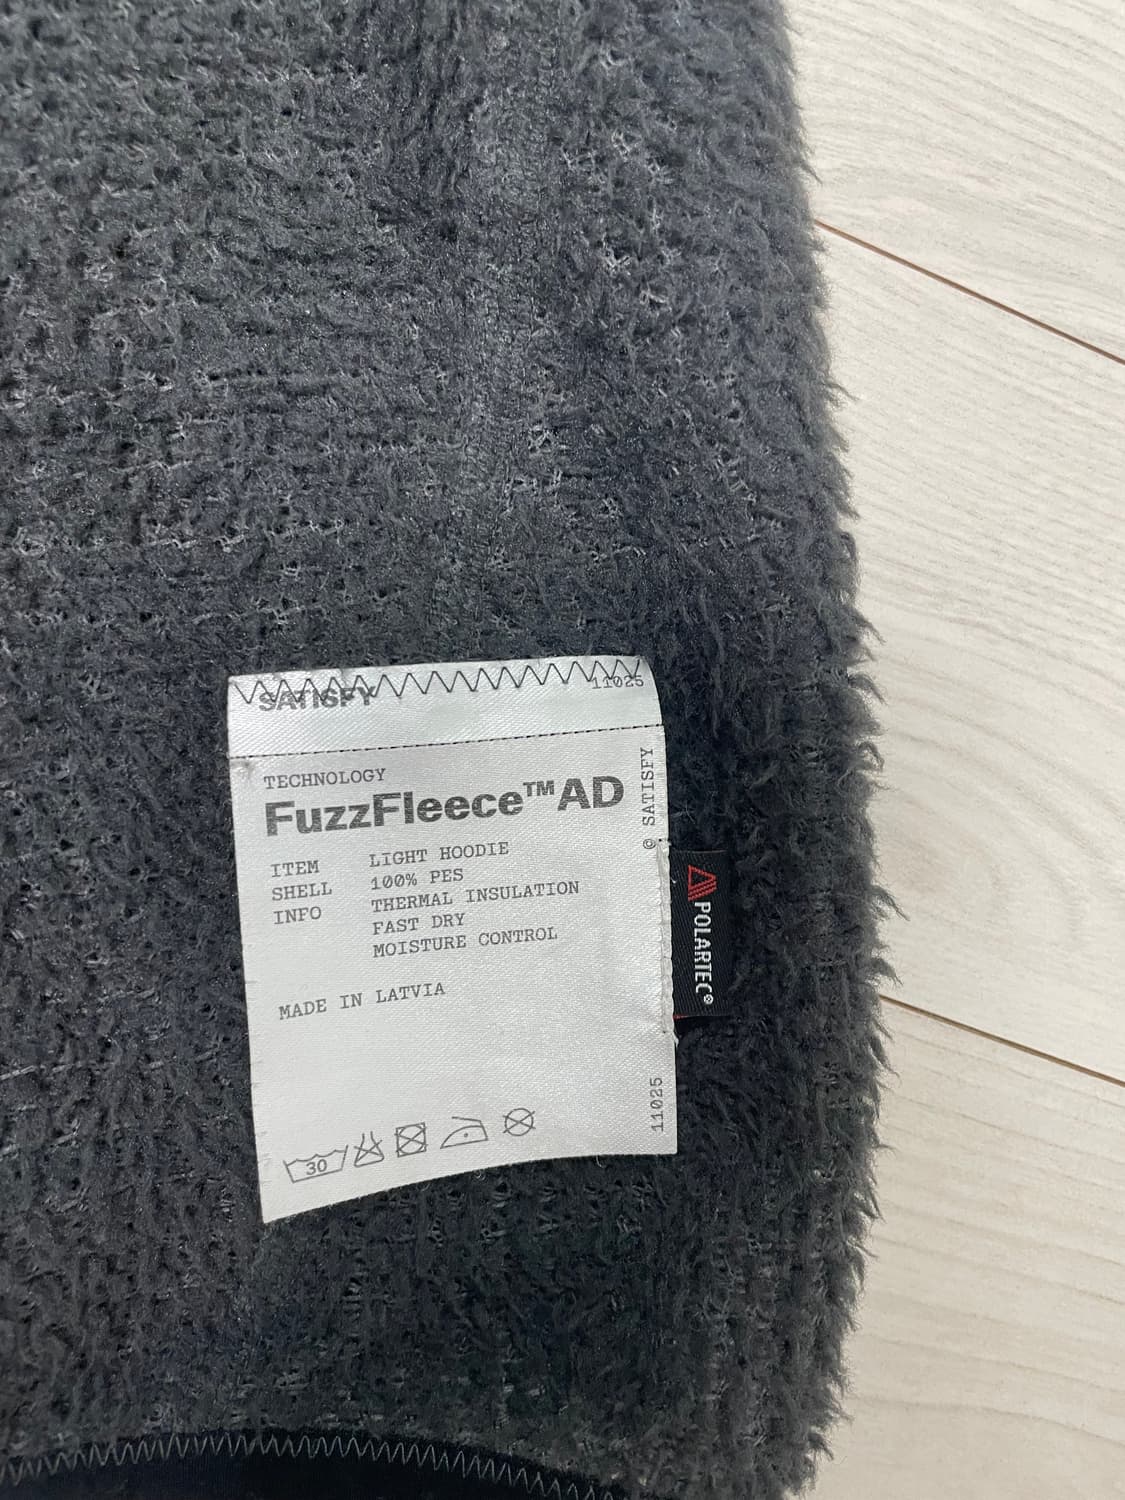 SATISFY
11025
TECHNOLOGY
FuzzFleece™AD
ITEM LIGHT HOODIE
SHELL 100% PES
INFO THERMAL INSULATION
FAST DRY
MOISTURE CONTROL
MADE IN LATVIA
30
© SATISFY
11025
POLARTEC®